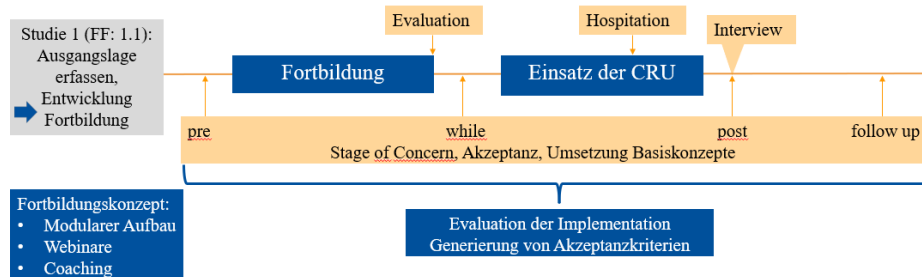 Studie 1 (FF: 1.1):
Ausgangslage
erfassen,
Entwicklung
Fortbildung
Evaluation
Hospitation
Interview
Fortbildung
Einsatz der CRU
pre
while
post
follow up
Stage of Concern, Akzeptanz, Umsetzung Basiskonzepte
Fortbildungskonzept:
• Modularer Aufbau
• Webinare
• Coaching
Evaluation der Implementation
Generierung von Akzeptanzkriterien